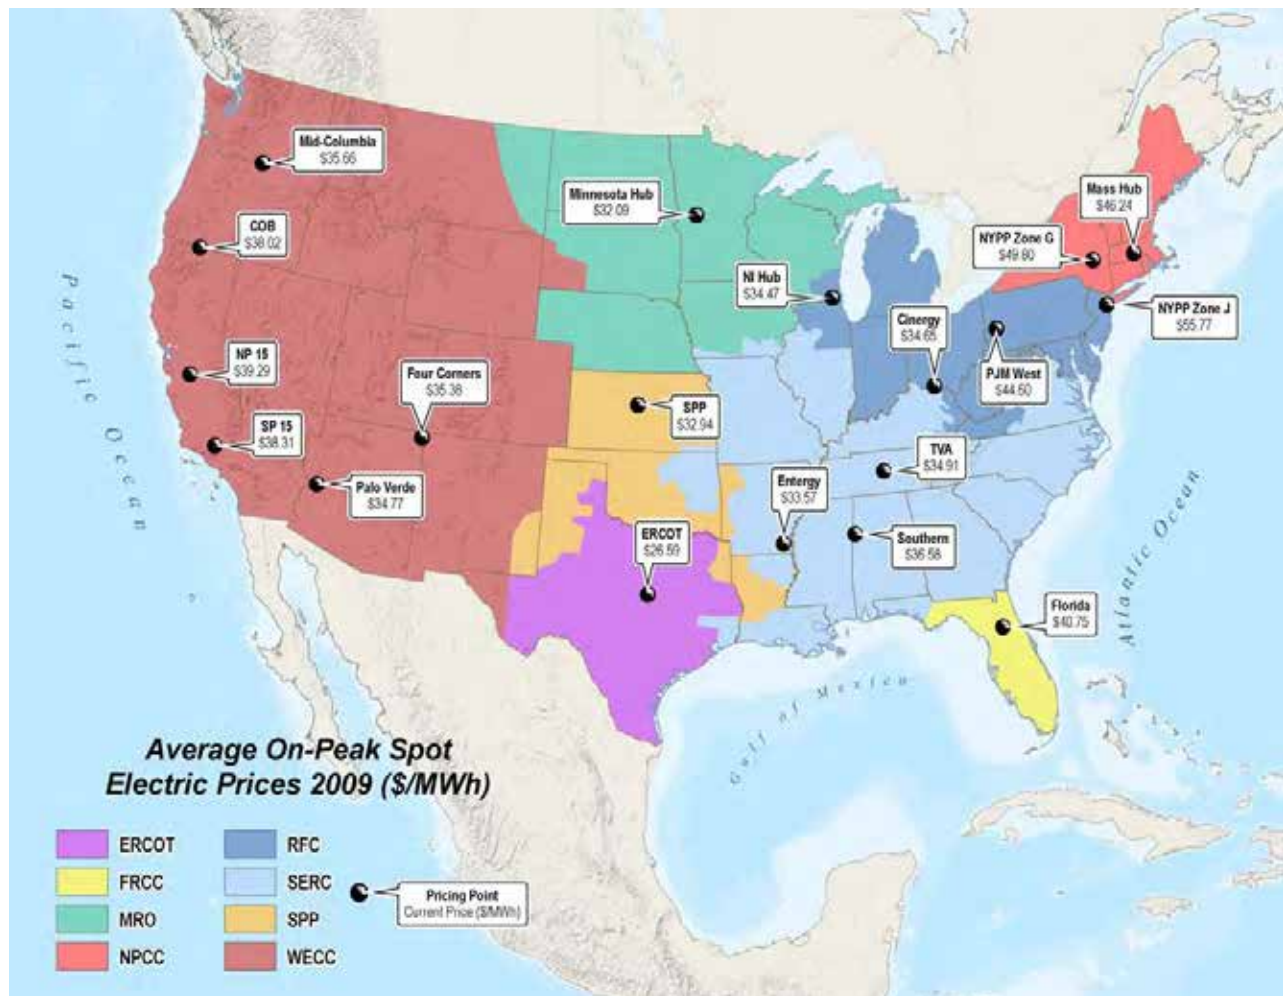 Mid-Columbia
$35.66
COB
$38.02
Minnesota Hub
$32.09
Mass Hub
$46.24
NYPP Zone G
$49.80
NI Hub
$34.47
NYPP Zone J
$55.77
Cinergy
$34.65
PJM West
$44.60
NP 15
$39.29
Four Corners
$35.38
SPP
$32.94
SP 15
$38.31
TVA
$34.91
Palo Verde
$34.77
Entergy
$33.57
ERCOT
$26.59
Southern
$36.58
Florida
$40.75
Pacific Ocean
Atlantic Ocean
Gulf of Mexico
Average On-Peak Spot
Electric Prices 2009 ($/MWh)
ERCOT
FRCC
MRO
NPCC
RFC
SERC
SPP
WECC
Pricing Point
Current Price ($/MWh)